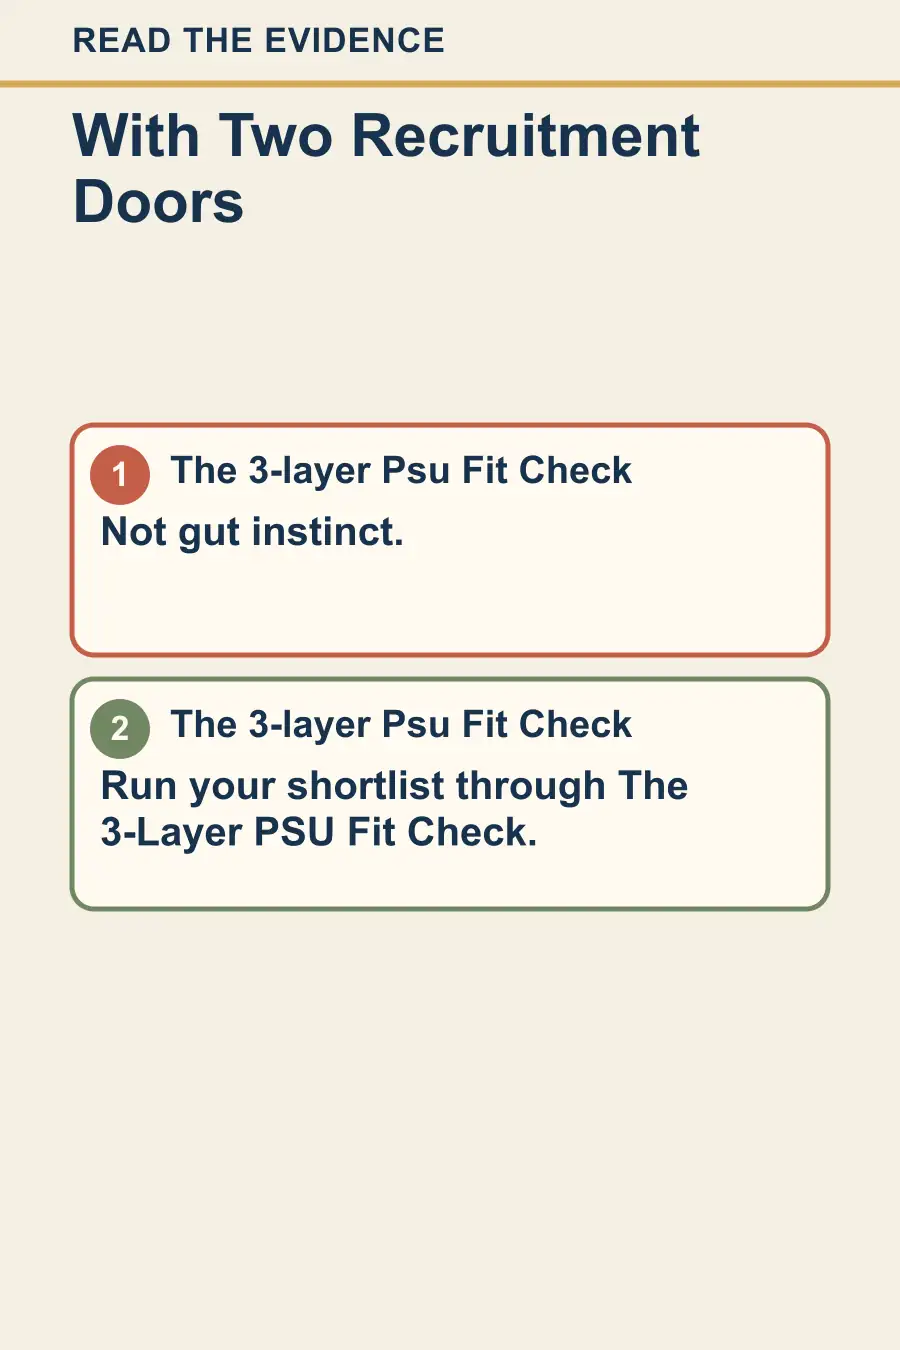 READ THE EVIDENCE
With Two Recruitment
Doors
1 The 3-layer Psu Fit Check
Not gut instinct.
2 The 3-layer Psu Fit Check
Run your shortlist through The
3-Layer PSU Fit Check.